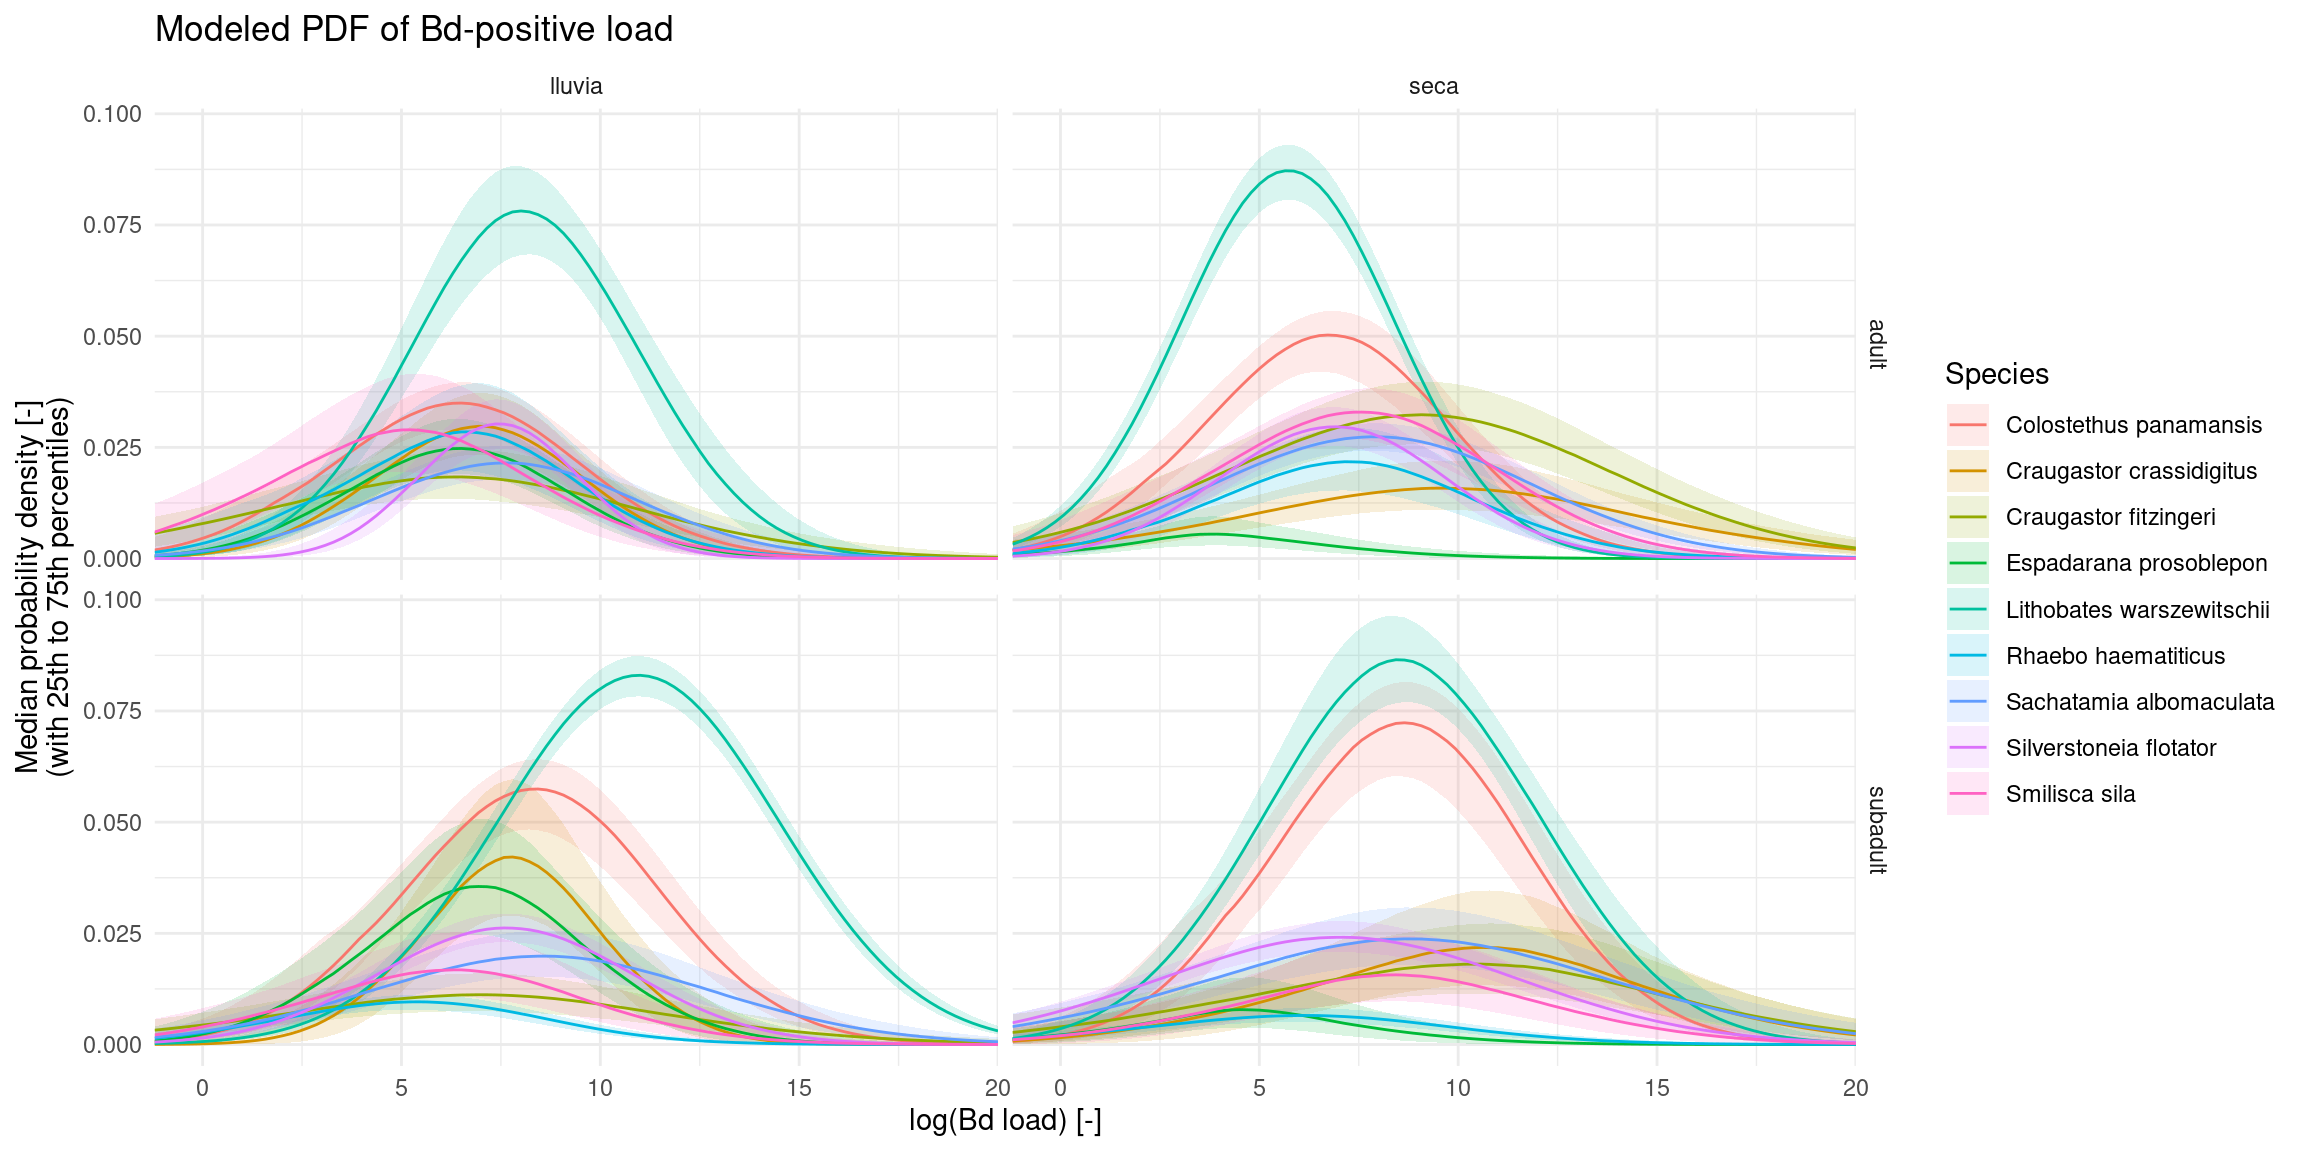 Modeled PDF of Bd-positive load
lluvia
seca
adult
subadult
Median probability density [-]
(with 25th to 75th percentiles)
0.100
0.075
0.050
0.025
0.000
0.100
0.075
0.050
0.025
0.000
0
5
10
15
20
0
5
10
15
20
log(Bd load) [-]
Species
Colostethus panamansis
Craugastor crassidigitus
Craugastor fitzingeri
Espadarana prosoblepon
Lithobates warszewitschii
Rhaebo haematiticus
Sachatamia albomaculata
Silverstoneia flotator
Smilisca sila